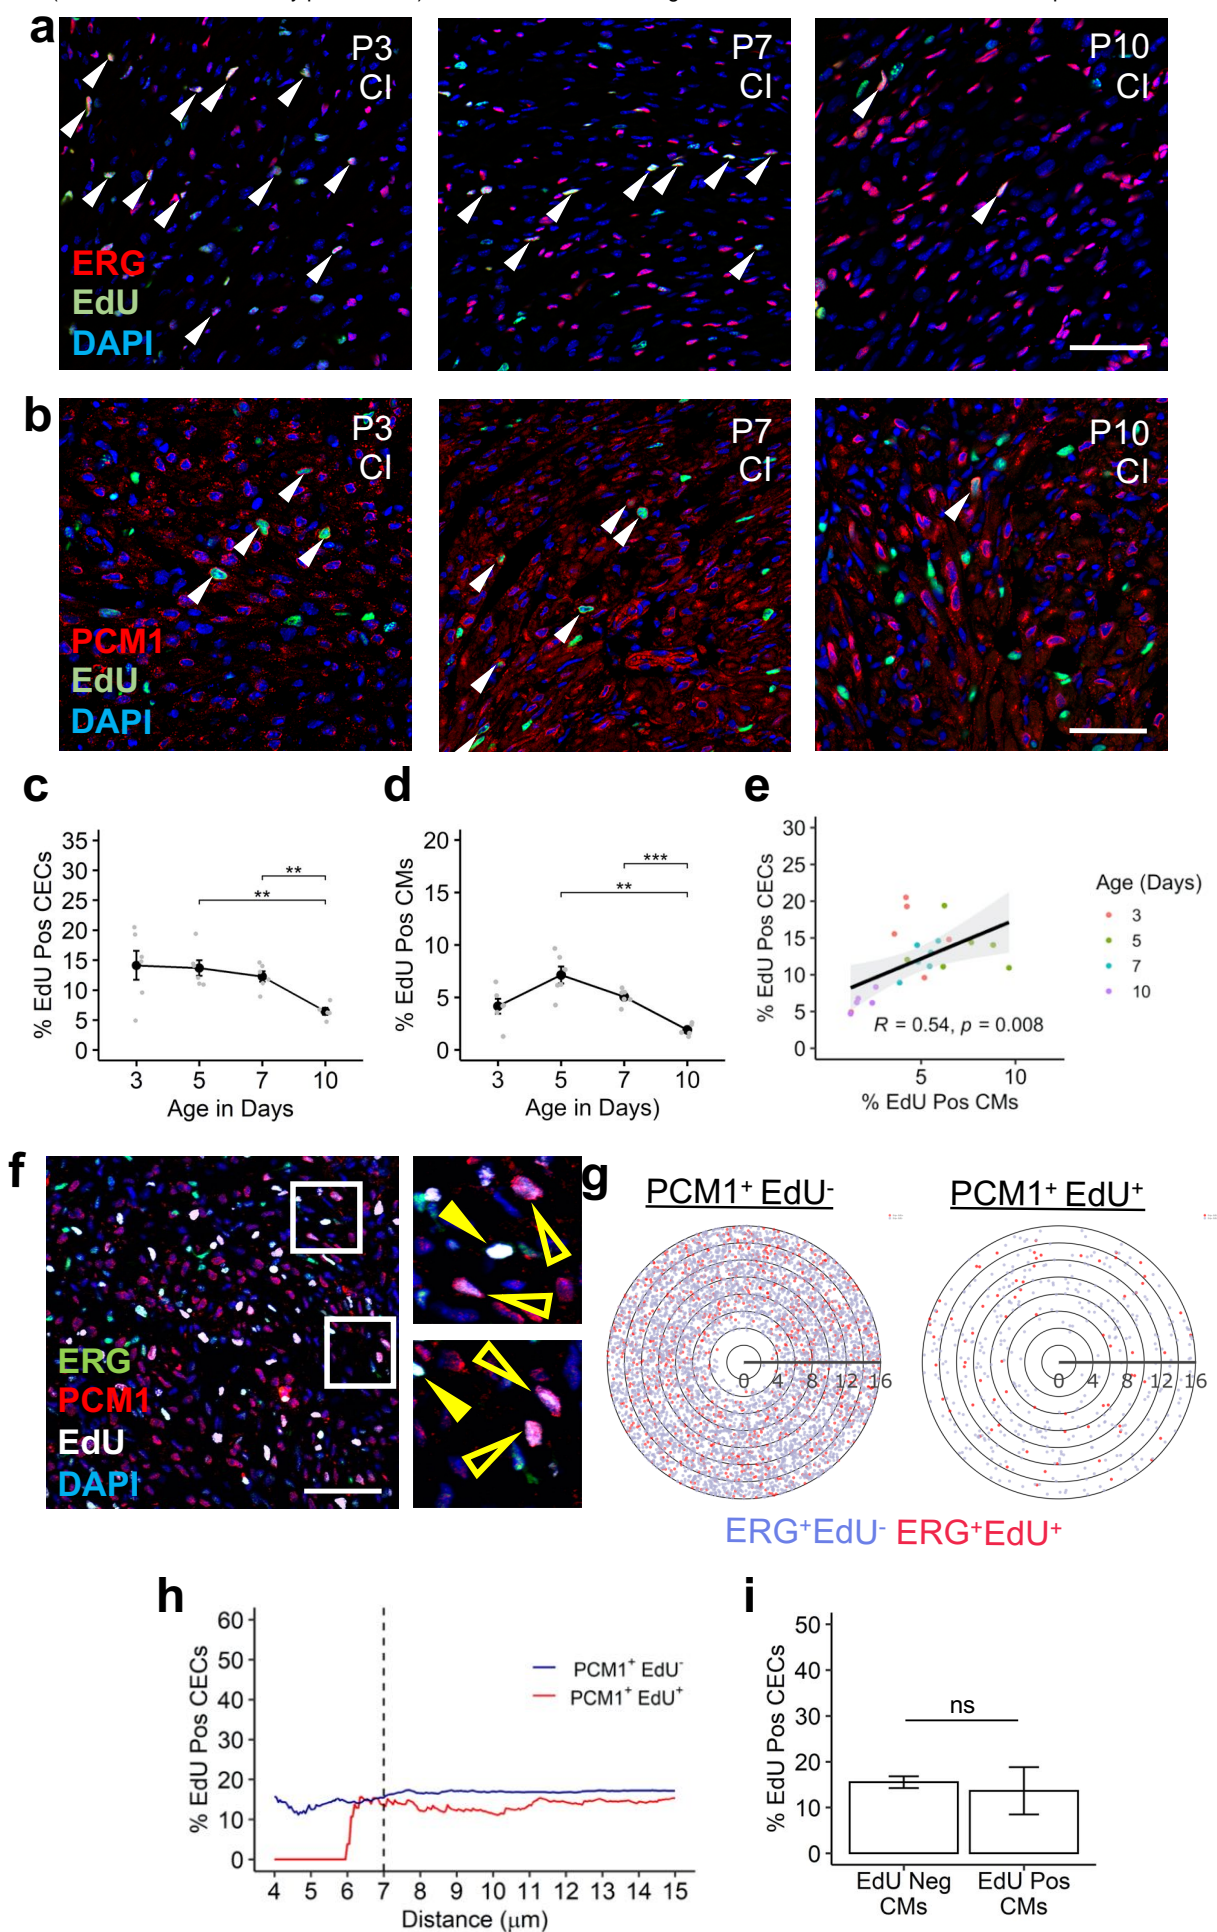 a
P3
CI
P7
CI
P10
CI
ERG
EdU
DAPI
b
P3
CI
P7
CI
P10
CI
PCM1
EdU
DAPI
c
% EdU Pos CECs
35
30
25
20
15
10
5
0
**
**
3 5 7 10
Age in Days
d
% EdU Pos CMs
20
15
10
5
0
***
**
3 5 7 10
Age in Days)
e
% EdU Pos CECs
30
25
20
15
10
5
0
R = 0.54, p = 0.008
5 10
% EdU Pos CMs
Age (Days)
3
5
7
10
f
ERG
PCM1
EdU
DAPI
g
PCM1⁺ EdU⁻
PCM1⁺ EdU⁺
0 4 8 12 16
0 4 8 12 16
ERG⁺EdU⁻ ERG⁺EdU⁺
h
% EdU Pos CECs
60
50
40
30
20
10
0
PCM1⁺ EdU⁻
PCM1⁺ EdU⁺
4 5 6 7 8 9 10 11 12 13 14 15
Distance (μm)
i
% EdU Pos CECs
50
40
30
20
10
0
ns
EdU Neg
CMs
EdU Pos
CMs